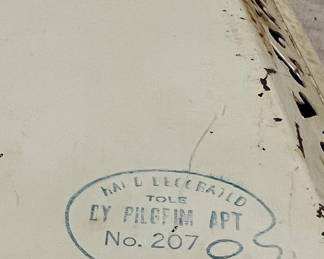 HAND DECORATED
TOLE
BY PILGRIM ART
No. 207